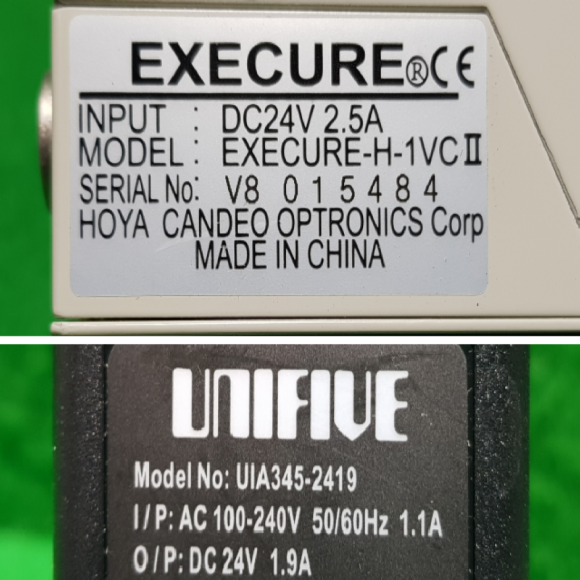 EXECURE® CE
INPUT : DC24V 2.5A
MODEL : EXECURE-H-1VCⅡ
SERIAL No: V8 015484
HOYA CANDEO OPTRONICS Corp
MADE IN CHINA
UNIFIVE
Model No: UIA345-2419
I/P: AC 100-240V 50/60Hz 1.1A
O/P: DC 24V 1.9A